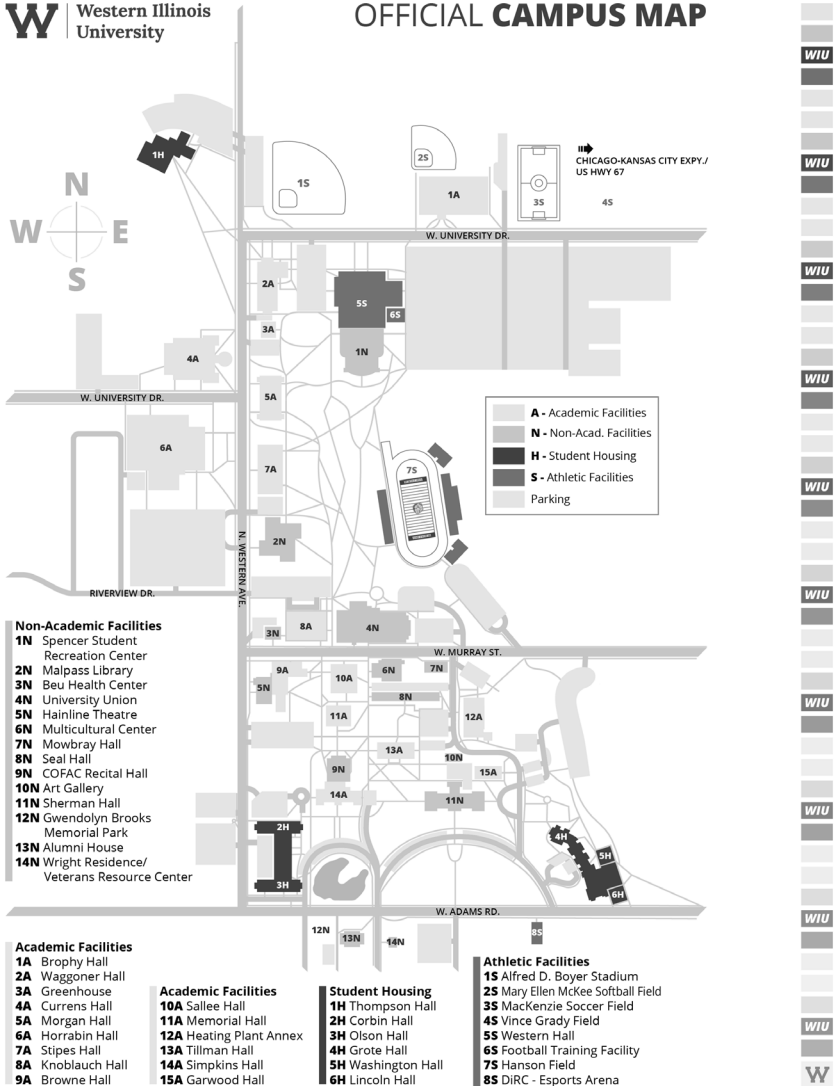 W Western Illinois
University
OFFICIAL CAMPUS MAP
WIU
WIU
WIU
WIU
WIU
WIU
WIU
WIU
WIU
WIU
W
N
W E
S
CHICAGO-KANSAS CITY EXPY./
US HWY 67
1H
1S
2S
1A
3S
4S
W. UNIVERSITY DR.
2A
5S
6S
3A
1N
4A
W. UNIVERSITY DR.
5A
6A
7A
7S
2N
N. WESTERN AVE.
RIVERVIEW DR.
A - Academic Facilities
N - Non-Acad. Facilities
H - Student Housing
S - Athletic Facilities
Parking
3N
8A
4N
W. MURRAY ST.
9A
5N
10A
6N
7N
8N
11A
12A
13A
10N
9N
15A
14A
11N
2H
3H
4H
5H
6H
W. ADAMS RD.
12N
13N
14N
8S
Non-Academic Facilities
1N Spencer Student
Recreation Center
2N Malpass Library
3N Beu Health Center
4N University Union
5N Hainline Theatre
6N Multicultural Center
7N Mowbray Hall
8N Seal Hall
9N COFAC Recital Hall
10N Art Gallery
11N Sherman Hall
12N Gwendolyn Brooks
Memorial Park
13N Alumni House
14N Wright Residence/
Veterans Resource Center
Academic Facilities
1A Brophy Hall
2A Waggoner Hall
3A Greenhouse
4A Currens Hall
5A Morgan Hall
6A Horrabin Hall
7A Stipes Hall
8A Knoblauch Hall
9A Browne Hall
Academic Facilities
10A Sallee Hall
11A Memorial Hall
12A Heating Plant Annex
13A Tillman Hall
14A Simpkins Hall
15A Garwood Hall
Student Housing
1H Thompson Hall
2H Corbin Hall
3H Olson Hall
4H Grote Hall
5H Washington Hall
6H Lincoln Hall
Athletic Facilities
1S Alfred D. Boyer Stadium
2S Mary Ellen McKee Softball Field
3S MacKenzie Soccer Field
4S Vince Grady Field
5S Western Hall
6S Football Training Facility
7S Hanson Field
8S DiRC - Esports Arena